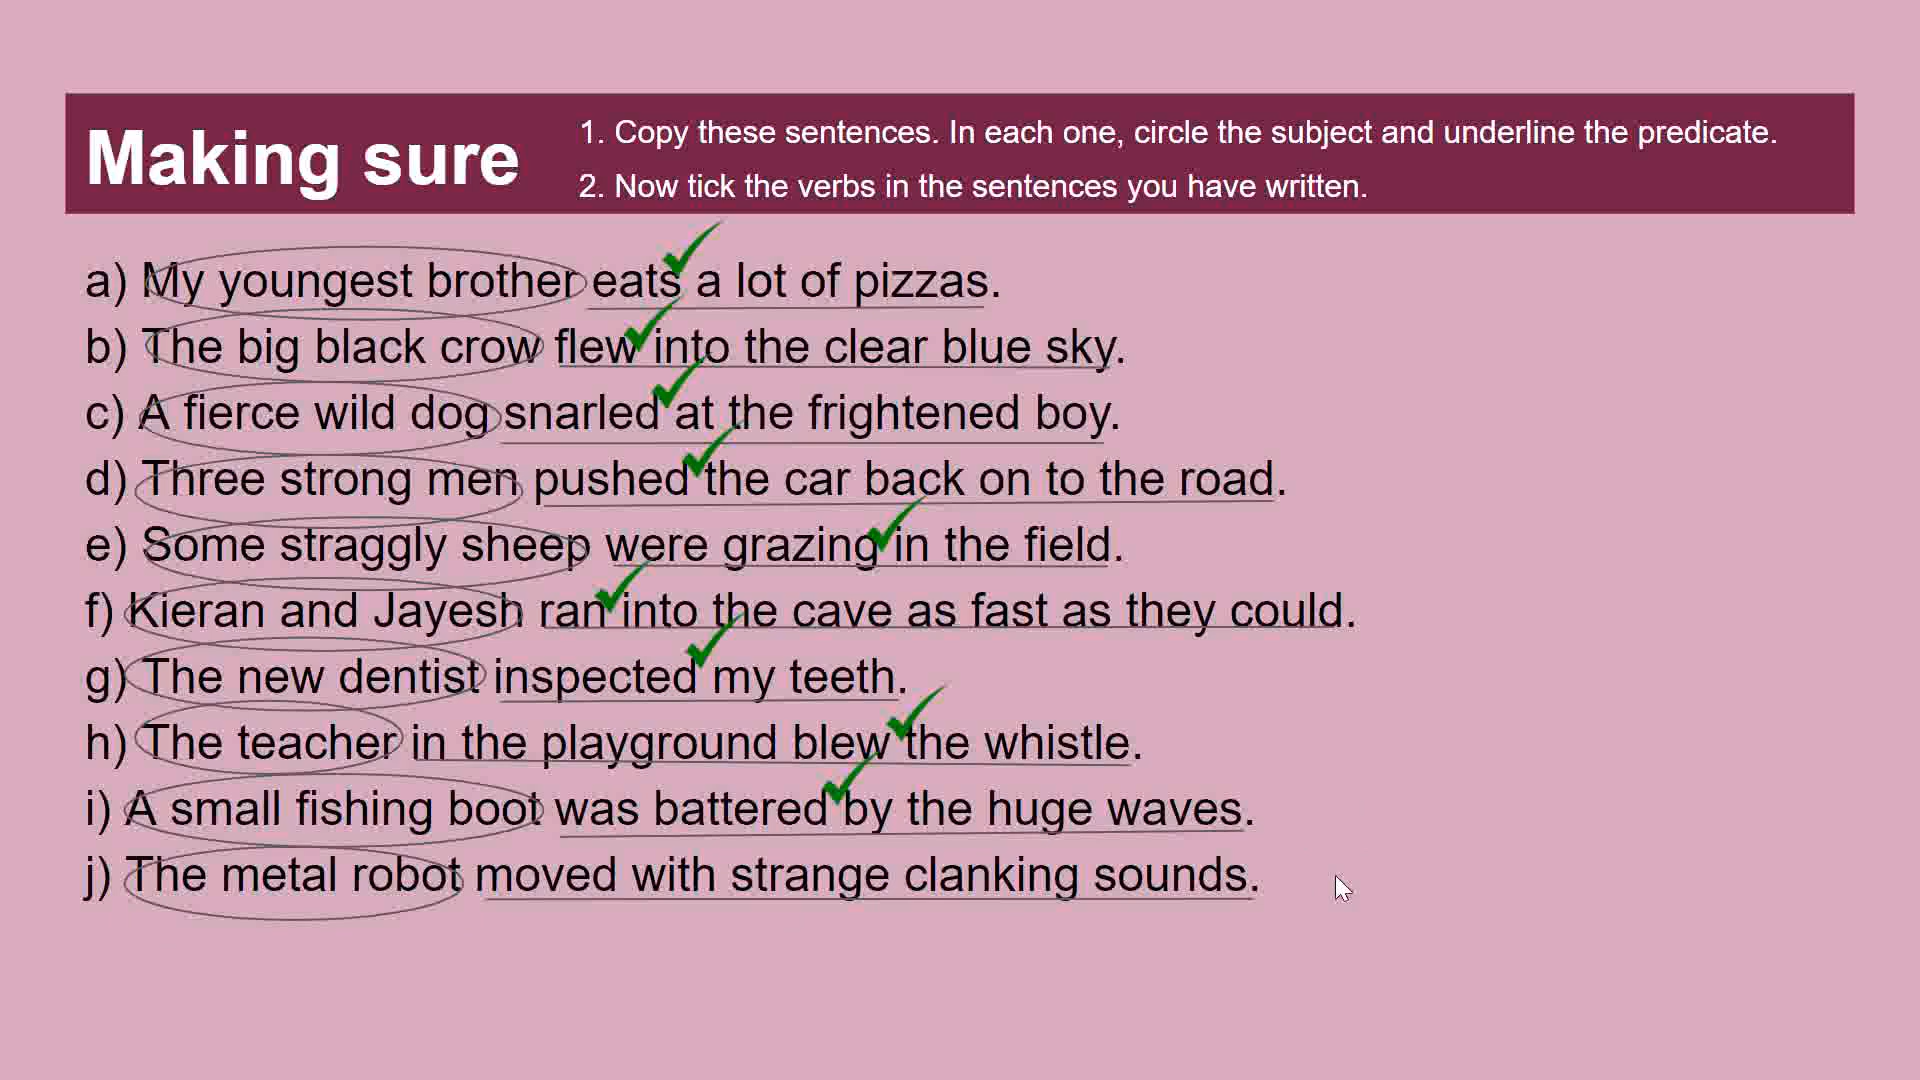 Making sure
1. Copy these sentences. In each one, circle the subject and underline the predicate.
2. Now tick the verbs in the sentences you have written.
a) My youngest brother eats a lot of pizzas.
b) The big black crow flew into the clear blue sky.
c) A fierce wild dog snarled at the frightened boy.
d) Three strong men pushed the car back on to the road.
e) Some straggly sheep were grazing in the field.
f) Kieran and Jayesh ran into the cave as fast as they could.
g) The new dentist inspected my teeth.
h) The teacher in the playground blew the whistle.
i) A small fishing boot was battered by the huge waves.
j) The metal robot moved with strange clanking sounds.